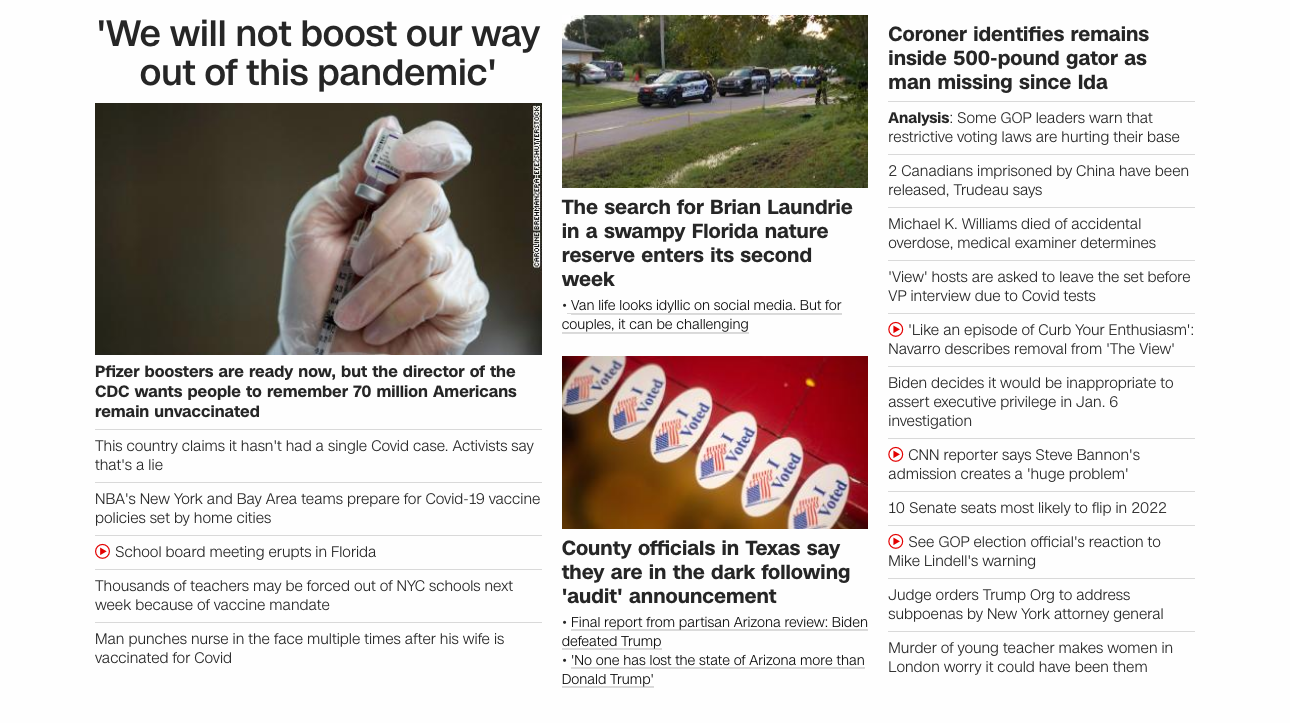 'We will not boost our way
out of this pandemic'
CAROLINE BREHMAN/EPA-EFE/SHUTTERSTOCK
Pfizer boosters are ready now, but the director of the
CDC wants people to remember 70 million Americans
remain unvaccinated
This country claims it hasn't had a single Covid case. Activists say
that's a lie
NBA's New York and Bay Area teams prepare for Covid-19 vaccine
policies set by home cities
School board meeting erupts in Florida
Thousands of teachers may be forced out of NYC schools next
week because of vaccine mandate
Man punches nurse in the face multiple times after his wife is
vaccinated for Covid
The search for Brian Laundrie
in a swampy Florida nature
reserve enters its second
week
• Van life looks idyllic on social media. But for
couples, it can be challenging
I Voted
I Voted
I Voted
I Voted
I Voted
I Voted
County officials in Texas say
they are in the dark following
'audit' announcement
• Final report from partisan Arizona review: Biden
defeated Trump
• 'No one has lost the state of Arizona more than
Donald Trump'
Coroner identifies remains
inside 500-pound gator as
man missing since Ida
Analysis: Some GOP leaders warn that
restrictive voting laws are hurting their base
2 Canadians imprisoned by China have been
released, Trudeau says
Michael K. Williams died of accidental
overdose, medical examiner determines
'View' hosts are asked to leave the set before
VP interview due to Covid tests
'Like an episode of Curb Your Enthusiasm':
Navarro describes removal from 'The View'
Biden decides it would be inappropriate to
assert executive privilege in Jan. 6
investigation
CNN reporter says Steve Bannon's
admission creates a 'huge problem'
10 Senate seats most likely to flip in 2022
See GOP election official's reaction to
Mike Lindell's warning
Judge orders Trump Org to address
subpoenas by New York attorney general
Murder of young teacher makes women in
London worry it could have been them